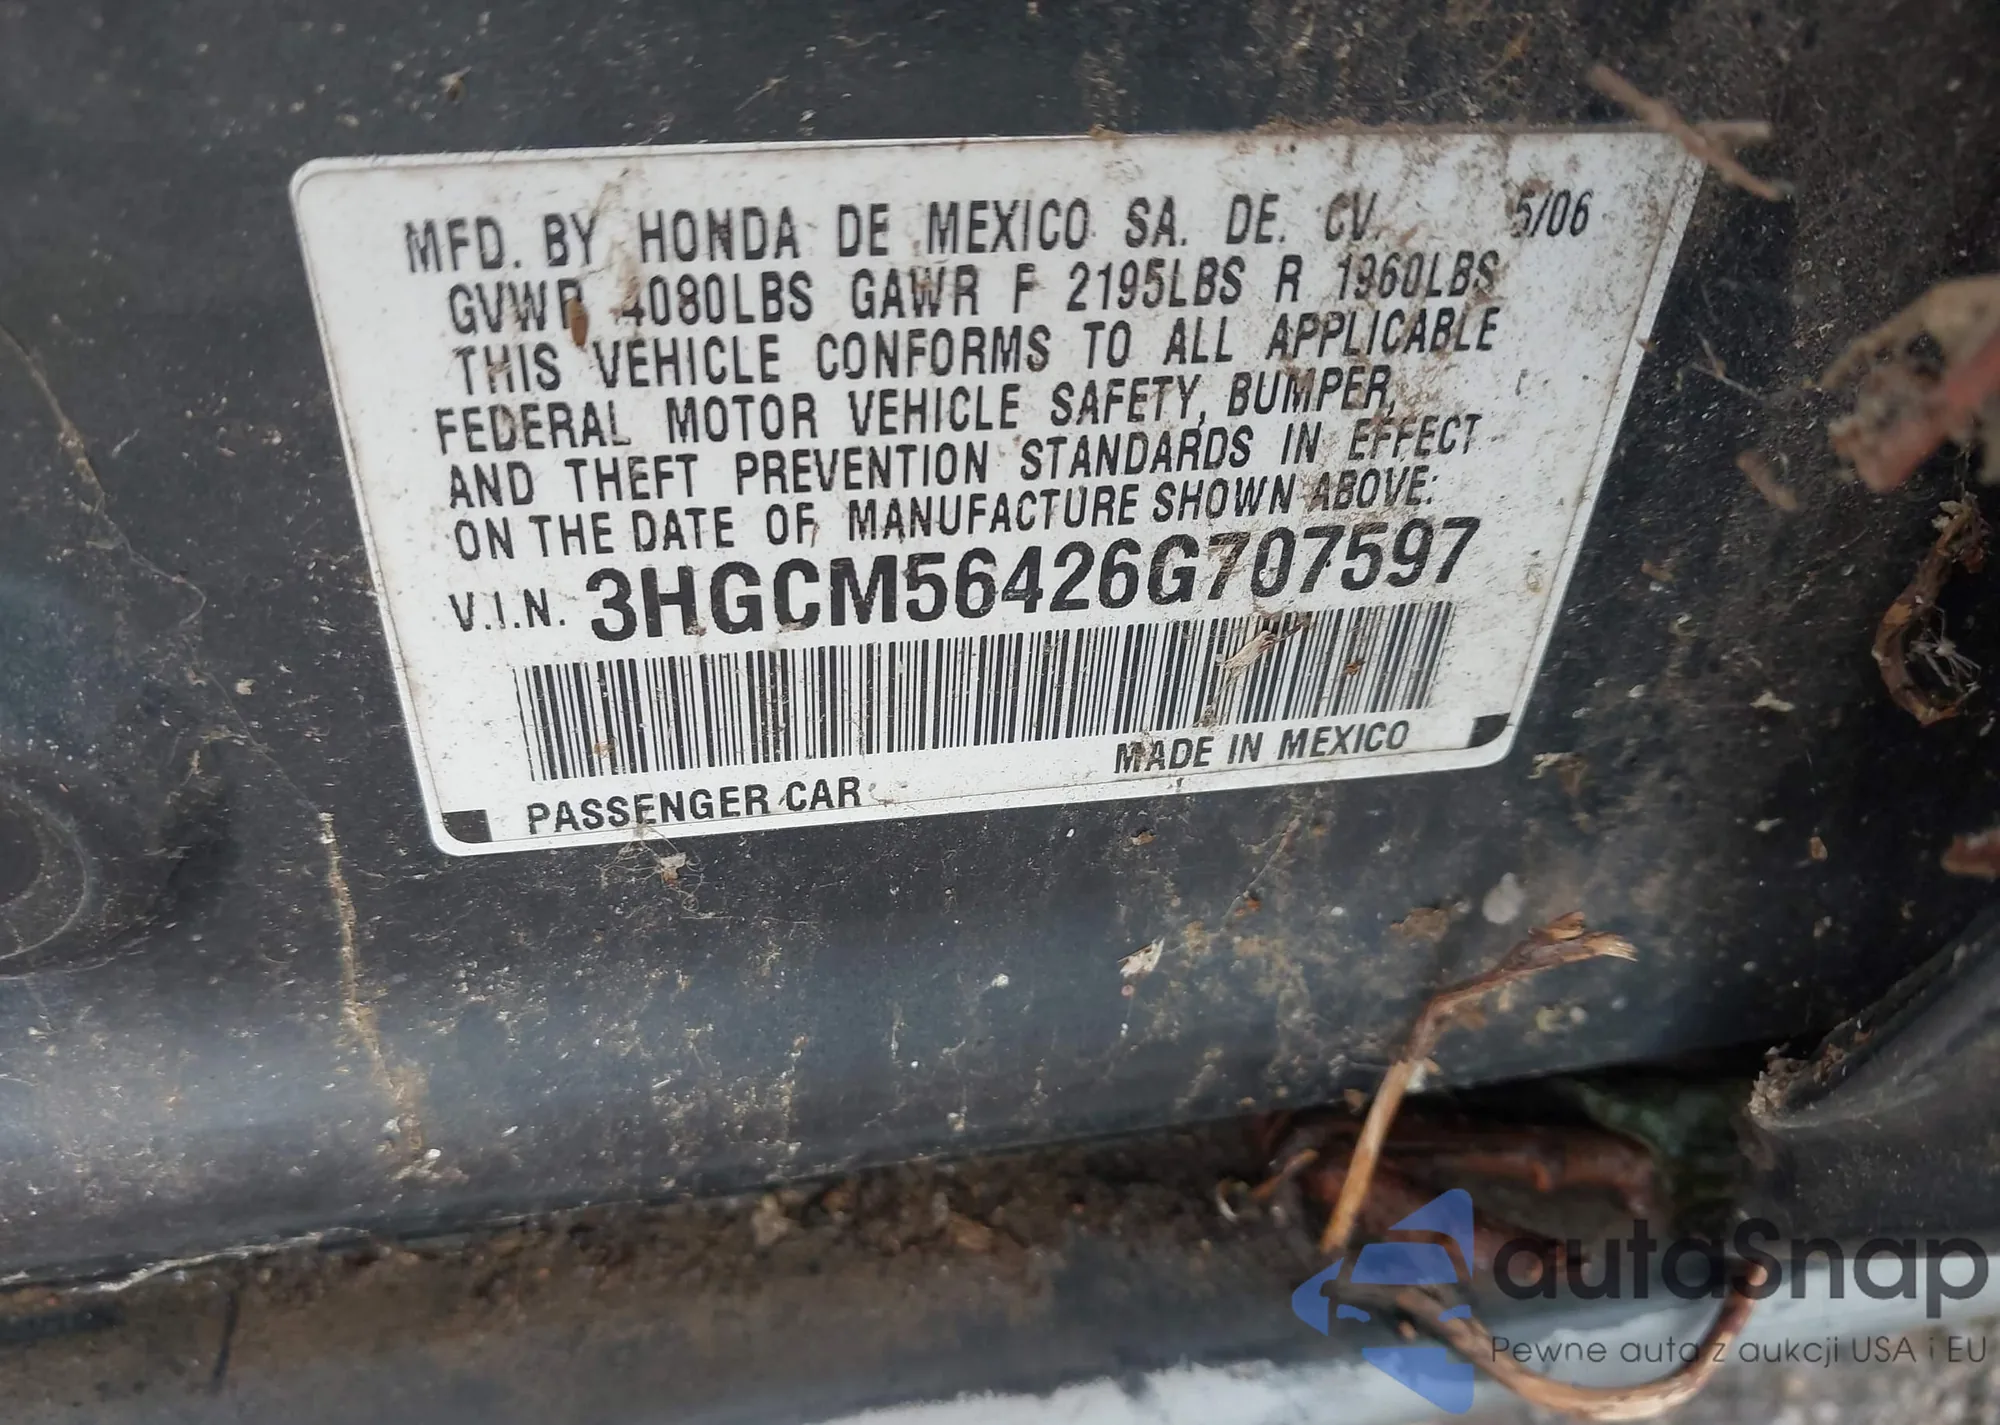 MFD. BY HONDA DE MEXICO SA. DE. CV. 5/06
GVWR 4080LBS GAWR F 2195LBS R 1960LBS
THIS VEHICLE CONFORMS TO ALL APPLICABLE
FEDERAL MOTOR VEHICLE SAFETY, BUMPER,
AND THEFT PREVENTION STANDARDS IN EFFECT
ON THE DATE OF MANUFACTURE SHOWN ABOVE:
V.I.N. 3HGCM56426G707597
PASSENGER CAR MADE IN MEXICO
autaSnap
Pewne auta z aukcji USA i EU